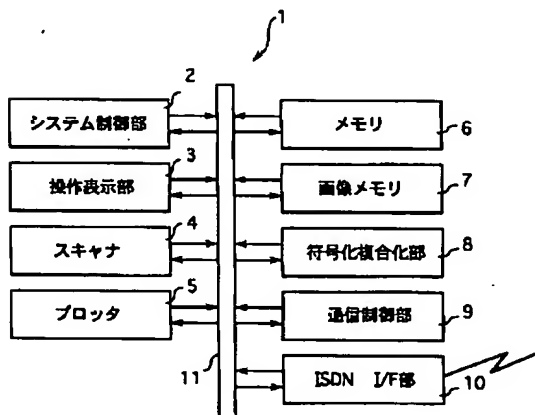 1
2
システム制御部
メモリ
6
3
操作表示部
画像メモリ
7
4
スキャナ
符号化複合化部
8
5
プロッタ
通信制御部
9
11
ISDN I/F部
10